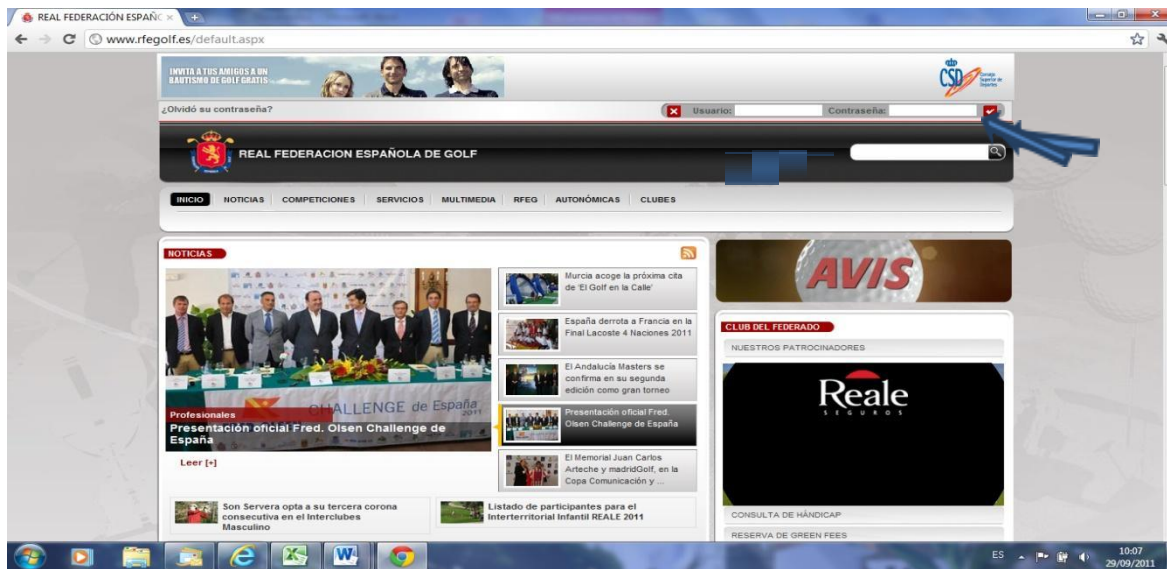 REAL FEDERACIÓN ESPAÑ
www.rfegolf.es/default.aspx
INVITA A TUS AMIGOS A UN
BAUTISMO DE GOLF GRATIS
CSD
Consejo
Superior de
Deportes
¿Olvidó su contraseña?
Usuario:
Contraseña:
REAL FEDERACION ESPAÑOLA DE GOLF
INICIO NOTICIAS COMPETICIONES SERVICIOS MULTIMEDIA RFEG AUTONÓMICAS CLUBES
NOTICIAS
CHALLENGE de España
2011
Profesionales
Presentación oficial Fred. Olsen Challenge de
España
Leer [+]
Murcia acoge la próxima cita
de 'El Golf en la Calle'
España derrota a Francia en la
Final Lacoste 4 Naciones 2011
El Andalucía Masters se
confirma en su segunda
edición como gran torneo
Presentación oficial Fred.
Olsen Challenge de España
El Memorial Juan Carlos
Arteche y madridGolf, en la
Copa Comunicación y ...
Son Servera opta a su tercera corona
consecutiva en el Interclubes
Masculino
Listado de participantes para el
Interterritorial Infantil REALE 2011
AVIS
CLUB DEL FEDERADO
NUESTROS PATROCINADORES
Reale
SEGUROS
CONSULTA DE HÁNDICAP
RESERVA DE GREEN FEES
ES
10:07
29/09/2011